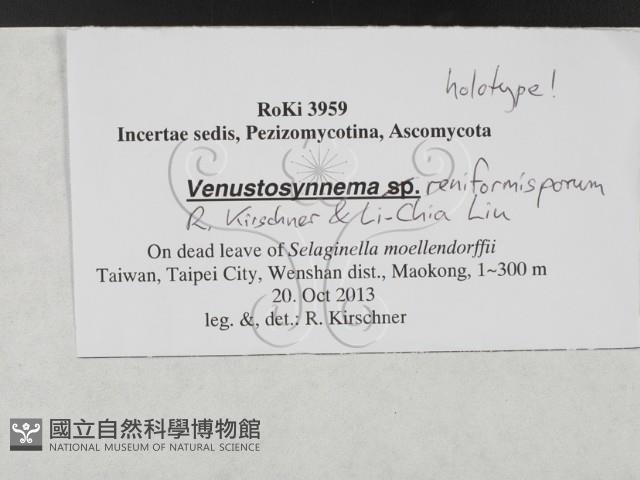 holotype!
RoKi 3959
Incertae sedis, Pezizomycotina, Ascomycota
Venustosynnema sp. reniformisporum
R. Kirschner & Li-Chia Liu
On dead leave of Selaginella moellendorffii
Taiwan, Taipei City, Wenshan dist., Maokong, 1~300 m
20. Oct 2013
leg. &, det.: R. Kirschner
國立自然科學博物館
NATIONAL MUSEUM OF NATURAL SCIENCE